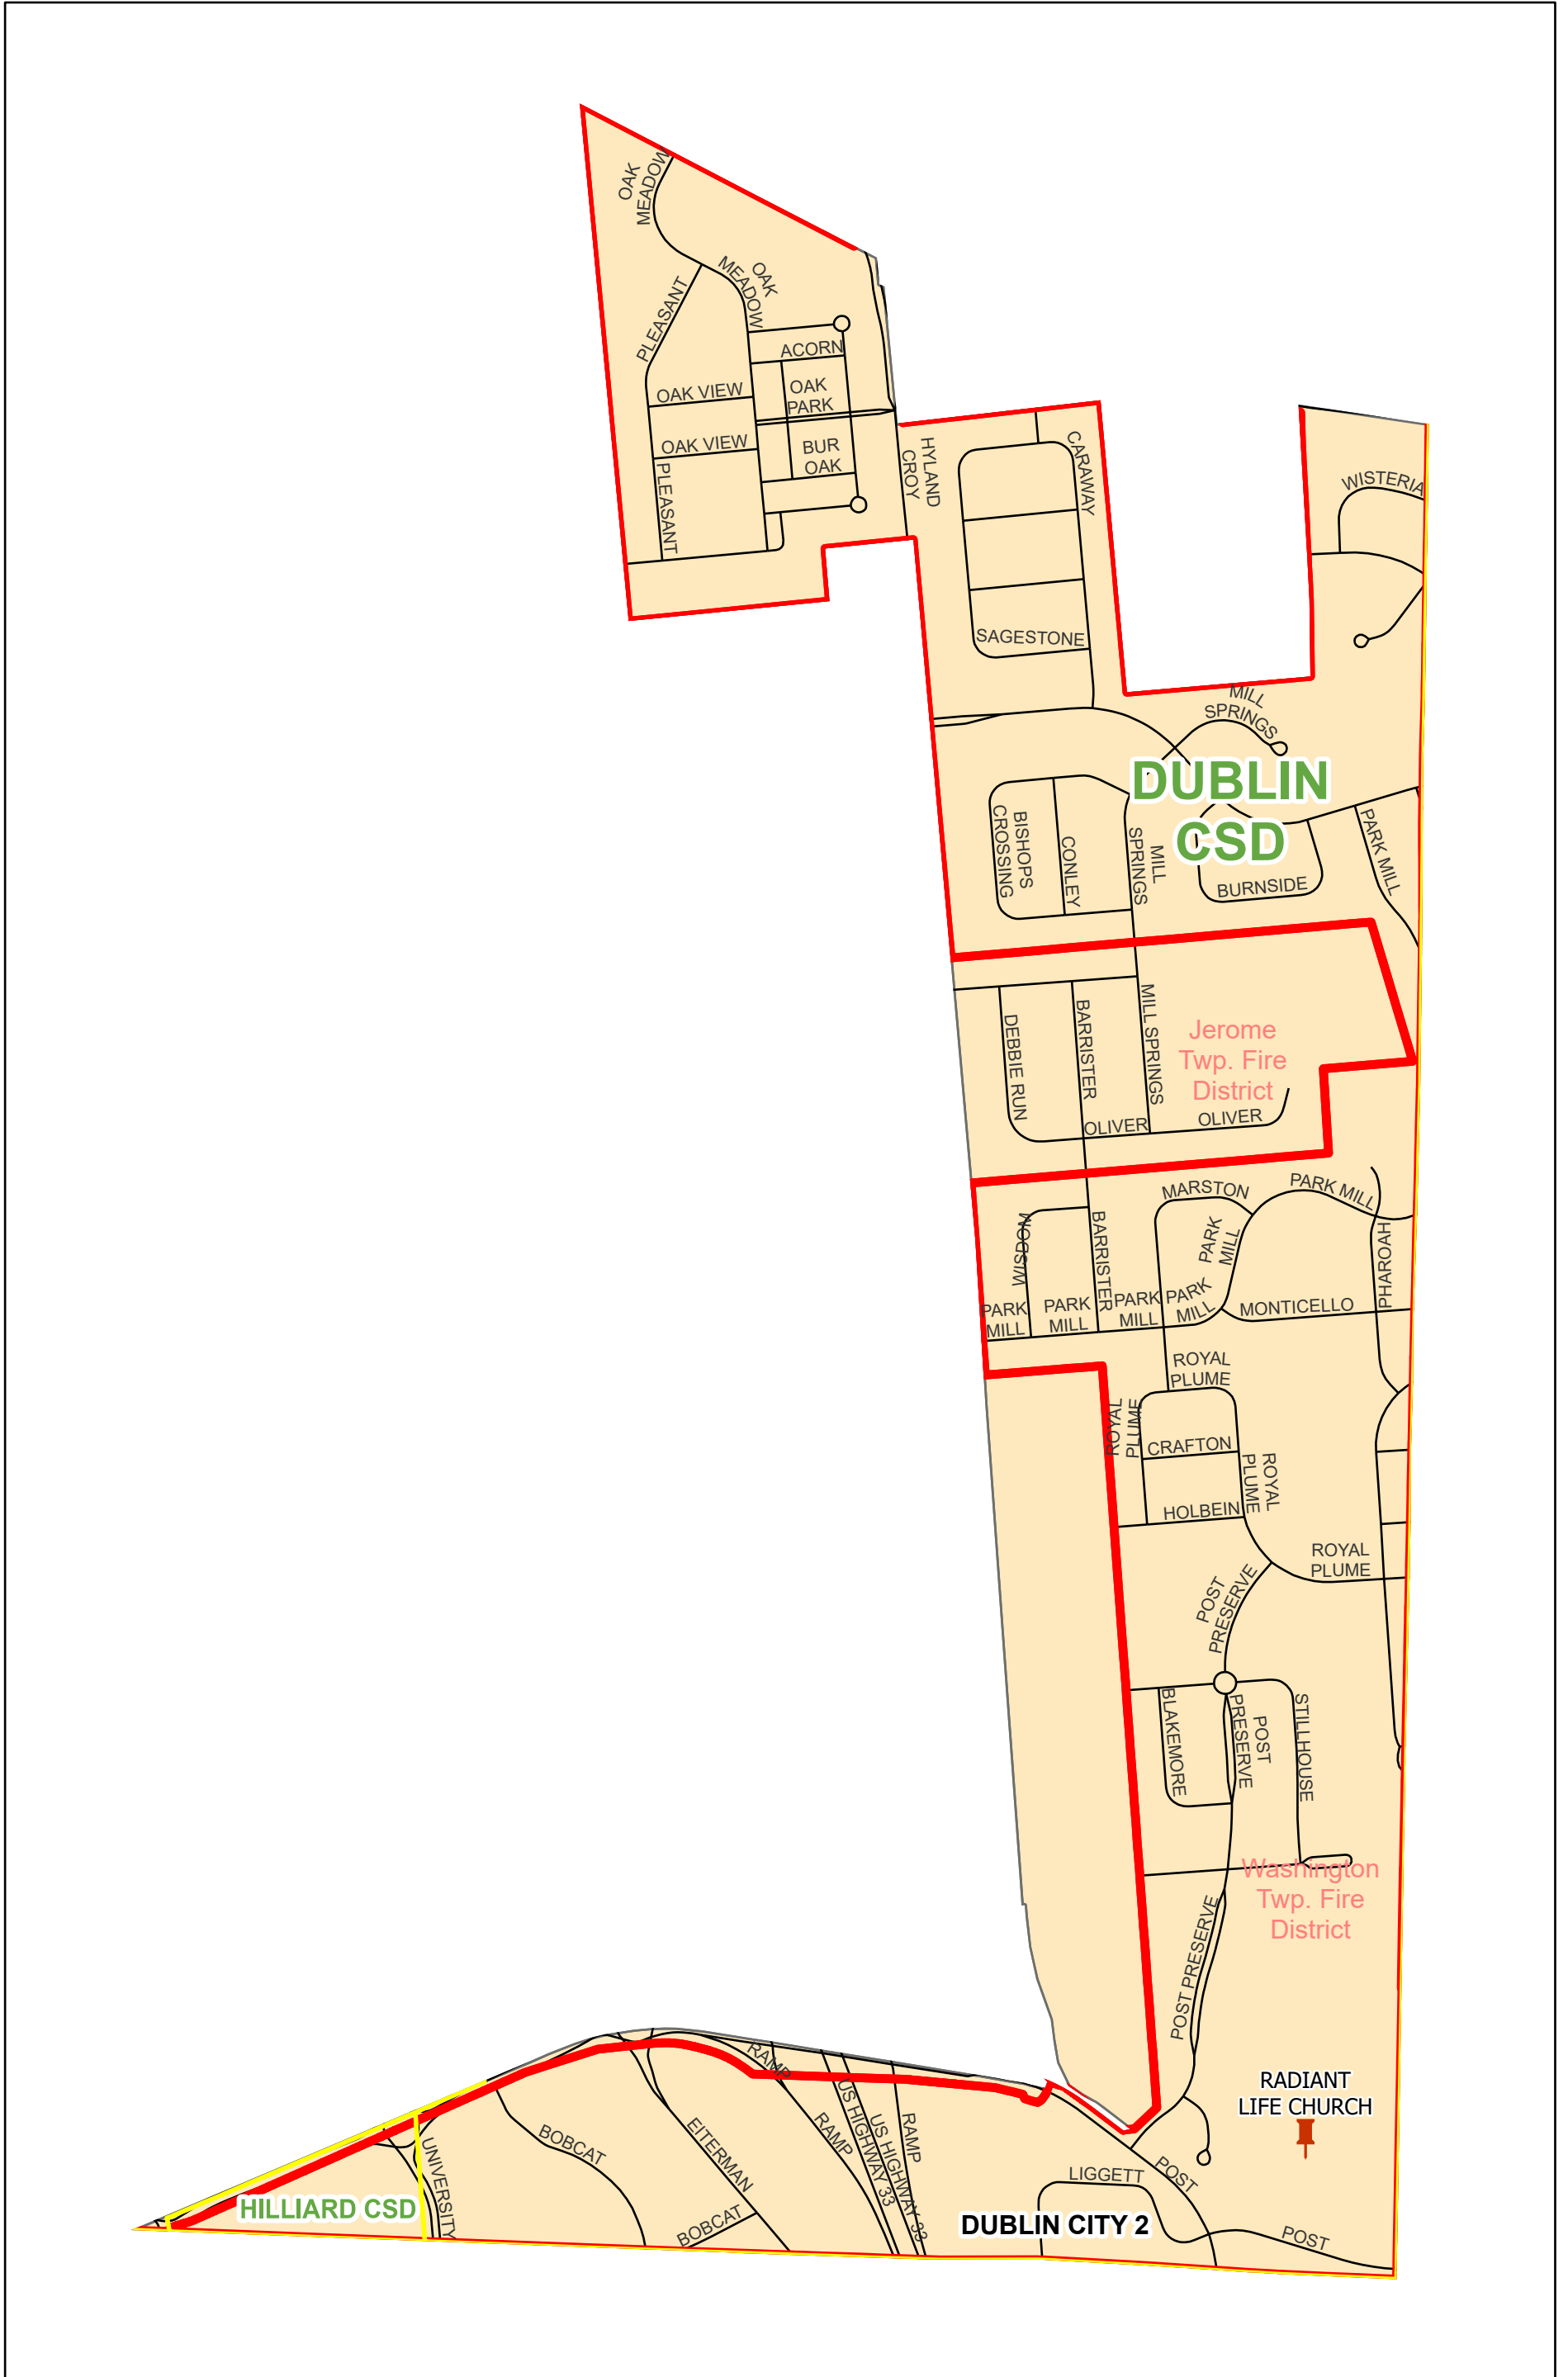 OAK
MEADOW
OAK
MEADOW
PLEASANT
ACORN
OAK VIEW
OAK
PARK
OAK VIEW
BUR
OAK
PLEASANT
HYLAND
CROY
CARAWAY
WISTERIA
SAGESTONE
MILL
SPRINGS
DUBLIN
CSD
BISHOPS
CROSSING
CONLEY
MILL
SPRINGS
BURNSIDE
PARK MILL
DEBBIE RUN
BARRISTER
MILL SPRINGS
Jerome
Twp. Fire
District
OLIVER
OLIVER
MARSTON
PARK MILL
WISDOM
BARRISTER
PARK
MILL
PHAROAH
PARK
MILL
PARK
MILL
PARK
MILL
PARK
MILL
MONTICELLO
ROYAL
PLUME
ROYAL
PLUME
CRAFTON
ROYAL
PLUME
HOLBEIN
ROYAL
PLUME
POST
PRESERVE
BLAKEMORE
POST
PRESERVE
STILLHOUSE
Washington
Twp. Fire
District
POST PRESERVE
RADIANT
LIFE CHURCH
RAMP
RAMP
US HIGHWAY 33
US HIGHWAY 33
RAMP
EITERMAN
BOBCAT
BOBCAT
UNIVERSITY
HILLIARD CSD
LIGGETT
POST
DUBLIN CITY 2
POST